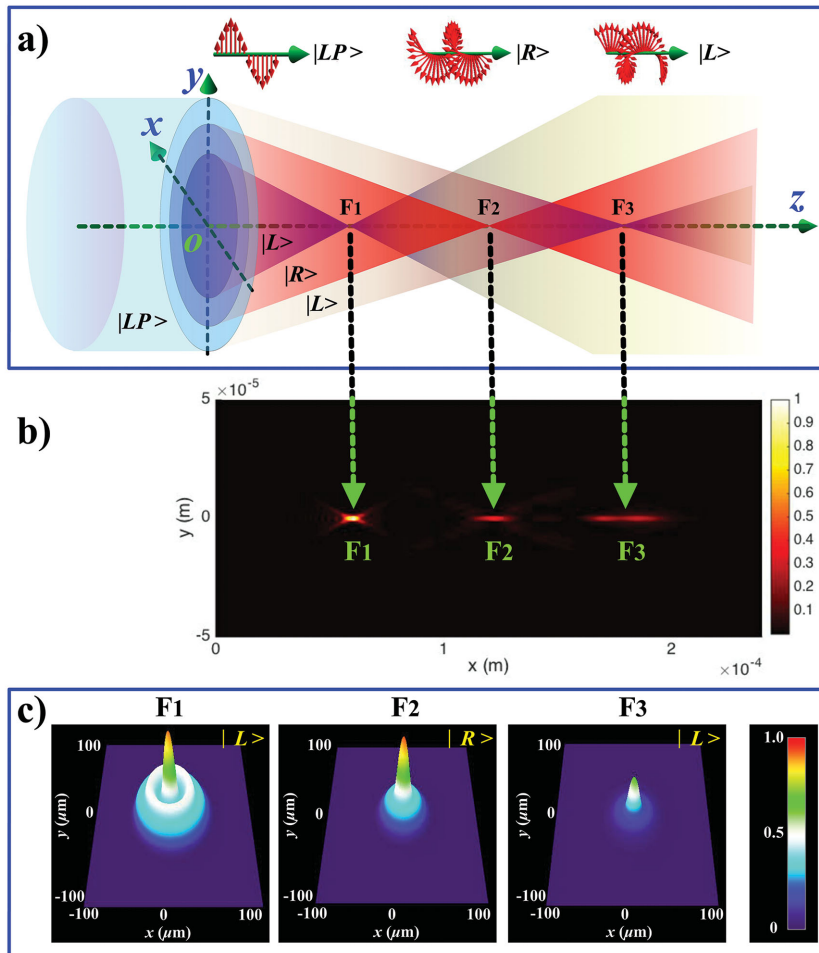 a)
|LP>
|R>
|L>
y
x
F1
F2
F3
z
o
|L>
|R>
|L>
|LP>
b)
5
×10⁻⁵
1
0.9
0.8
0.7
0.6
0.5
0.4
0.3
0.2
0.1
y (m)
0
F1
F2
F3
-5
0
1
2
x (m)
×10⁻⁴
c)
F1
F2
F3
| L >
100
0
-100
y (μm)
-100
0
100
x (μm)
| R >
100
0
-100
y (μm)
-100
0
100
x (μm)
| L >
100
0
-100
y (μm)
-100
0
100
x (μm)
1.0
0.5
0